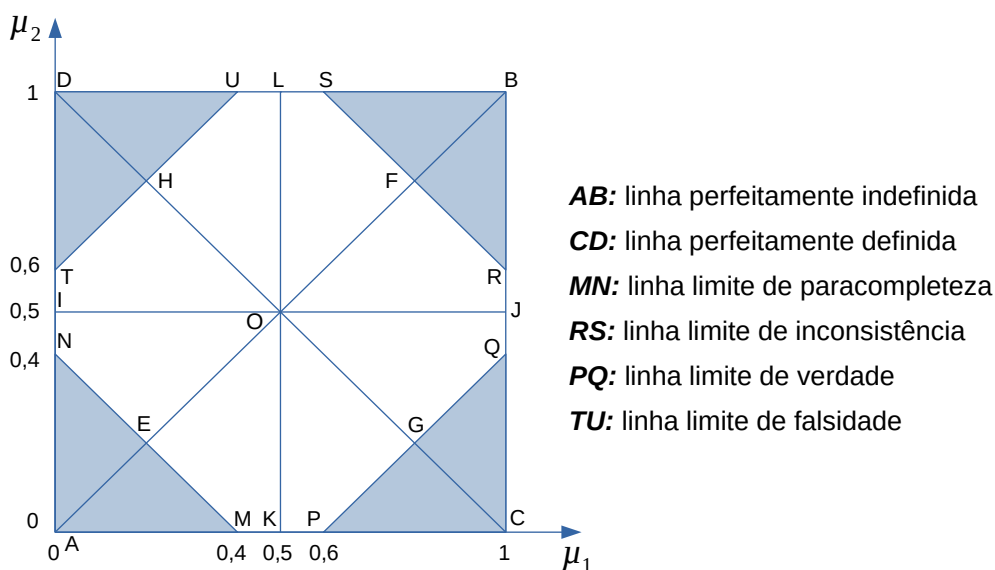 μ2
D U L S B
1
H F
0,6
T R
I
0,5 O J
N Q
0,4
E G
M K P C
0
0 A 0,4 0,5 0,6 1 μ1
AB: linha perfeitamente indefinida
CD: linha perfeitamente definida
MN: linha limite de paracompleteza
RS: linha limite de inconsistência
PQ: linha limite de verdade
TU: linha limite de falsidade